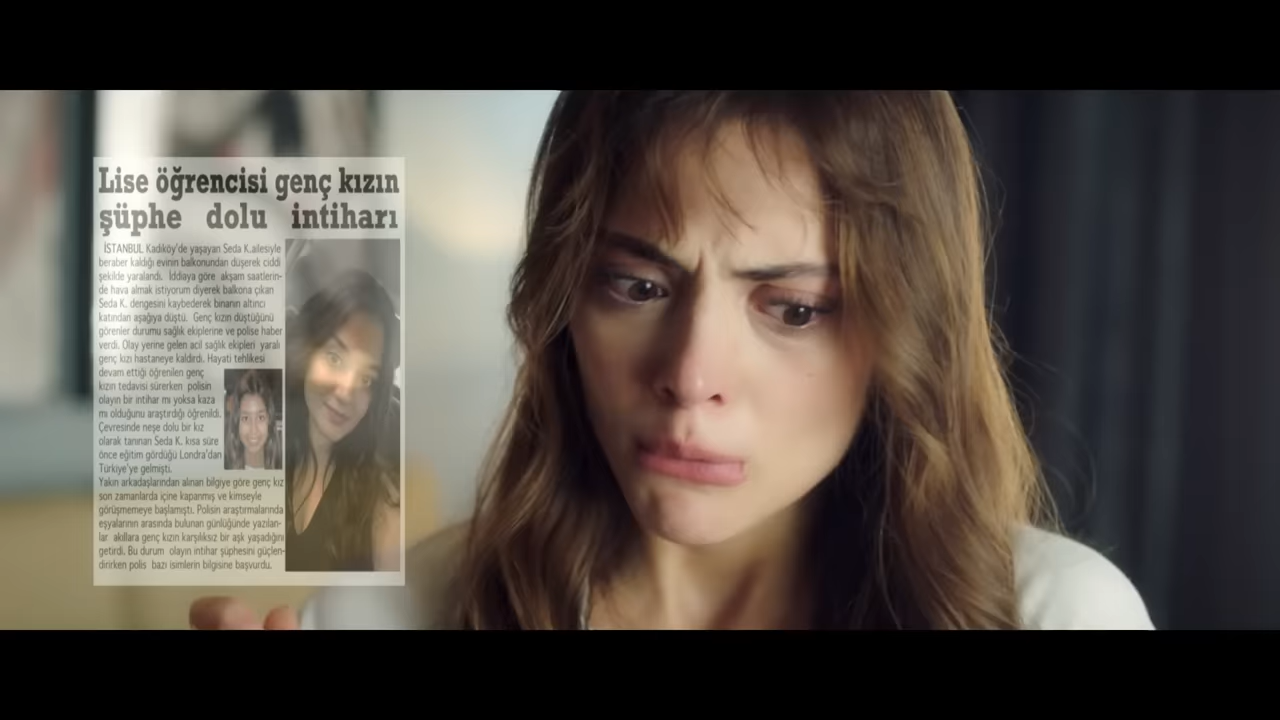 Lise öğrencisi genç kızın
şüphe dolu intiharı
İSTANBUL Kadıköy'de yaşayan Seda K.ailesiyle
beraber kaldığı evinin balkonundan düşerek ciddi
şekilde yaralandı. İddiaya göre akşam saatlerin-
de hava almak istiyorum diyerek balkona çıkan
Seda K. dengesini kaybederek binanın altıncı
katından aşağıya düştü. Genç kızın düştüğünü
görenler durumu sağlık ekiplerine ve polise haber
verdi. Olay yerine gelen acil sağlık ekipleri yaralı
genç kızı hastaneye kaldırdı. Hayati tehlikesi
devam ettiği öğrenilen genç
kızın tedavisi sürerken polisin
olayın bir intihar mı yoksa kaza
mı olduğunu araştırdığı öğrenildi.
Çevresinde neşe dolu bir kız
olarak tanınan Seda K. kısa süre
önce eğitim gördüğü Londra'dan
Türkiye'ye gelmişti.
Yakın arkadaşlarından alınan bilgiye göre genç kız
son zamanlarda içine kapanmış ve kimseyle
görüşmemeye başlamıştı. Polisin araştırmalarında
eşyalarının arasında bulunan günlüğünde yazılan-
lar akıllara genç kızın karşılıksız bir aşk yaşadığını
getirdi. Bu durum olayın intihar şüphesini güçlen-
dirirken polis bazı isimlerin bilgisine başvurdu.